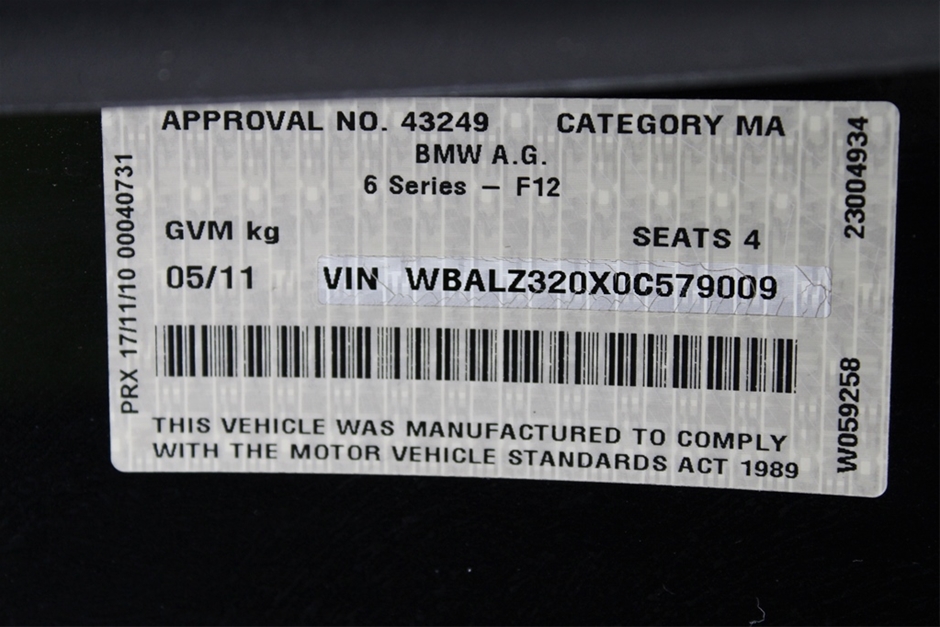 APPROVAL NO. 43249 CATEGORY MA
BMW A.G.
6 Series – F12
GVM kg SEATS 4
05/11 VIN WBALZ320X0C579009
THIS VEHICLE WAS MANUFACTURED TO COMPLY
WITH THE MOTOR VEHICLE STANDARDS ACT 1989
PRX 17/11/10 00040731
23004934
W059258